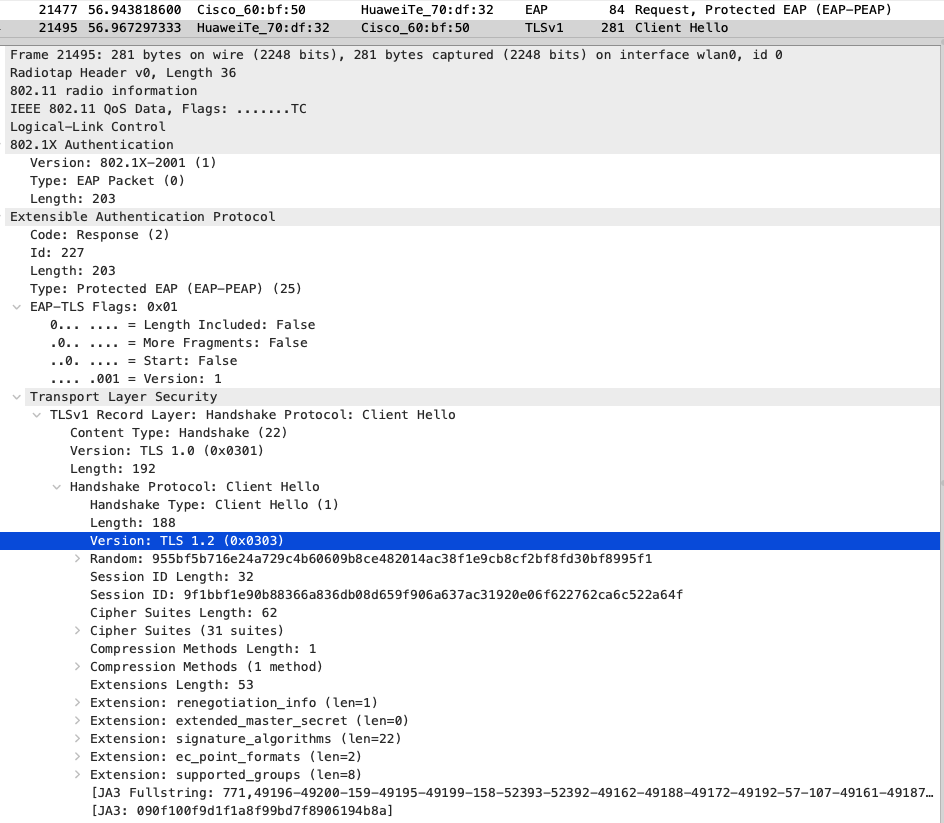 21477 56.943818600 Cisco_60:bf:50 HuaweiTe_70:df:32 EAP 84 Request, Protected EAP (EAP-PEAP)
21495 56.967297333 HuaweiTe_70:df:32 Cisco_60:bf:50 TLSv1 281 Client Hello
Frame 21495: 281 bytes on wire (2248 bits), 281 bytes captured (2248 bits) on interface wlan0, id 0
Radiotap Header v0, Length 36
802.11 radio information
IEEE 802.11 QoS Data, Flags: .......TC
Logical-Link Control
802.1X Authentication
Version: 802.1X-2001 (1)
Type: EAP Packet (0)
Length: 203
Extensible Authentication Protocol
Code: Response (2)
Id: 227
Length: 203
Type: Protected EAP (EAP-PEAP) (25)
EAP-TLS Flags: 0x01
0... .... = Length Included: False
.0.. .... = More Fragments: False
..0. .... = Start: False
.... .001 = Version: 1
Transport Layer Security
TLSv1 Record Layer: Handshake Protocol: Client Hello
Content Type: Handshake (22)
Version: TLS 1.0 (0x0301)
Length: 192
Handshake Protocol: Client Hello
Handshake Type: Client Hello (1)
Length: 188
Version: TLS 1.2 (0x0303)
Random: 955bf5b716e24a729c4b60609b8ce482014ac38f1e9cb8cf2bf8fd30bf8995f1
Session ID Length: 32
Session ID: 9f1bbf1e90b88366a836db08d659f906a637ac31920e06f622762ca6c522a64f
Cipher Suites Length: 62
Cipher Suites (31 suites)
Compression Methods Length: 1
Compression Methods (1 method)
Extensions Length: 53
Extension: renegotiation_info (len=1)
Extension: extended_master_secret (len=0)
Extension: signature_algorithms (len=22)
Extension: ec_point_formats (len=2)
Extension: supported_groups (len=8)
[JA3 Fullstring: 771,49196-49200-159-49195-49199-158-52393-52392-49162-49188-49172-49192-57-107-49161-49187…
[JA3: 090f100f9d1f1a8f99bd7f8906194b8a]